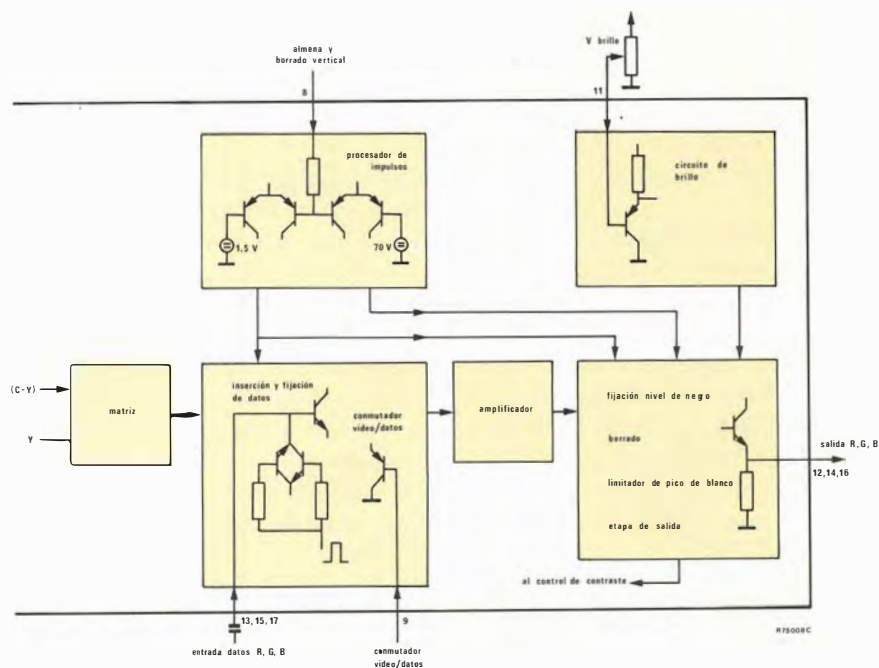 almena y
borrado vertical
8
V brillo
11
procesador de
impulsos
1,5 V
70 V
circuito de
brillo
(C-Y)
Y
matriz
inserción y fijación
de datos
conmutador
video/datos
amplificador
fijación nivel de negro
borrado
limitador de pico de blanco
etapa de salida
salida R, G, B
12, 14, 16
al control de contraste
13, 15, 17
entrada datos R, G, B
9
conmutador
video/datos